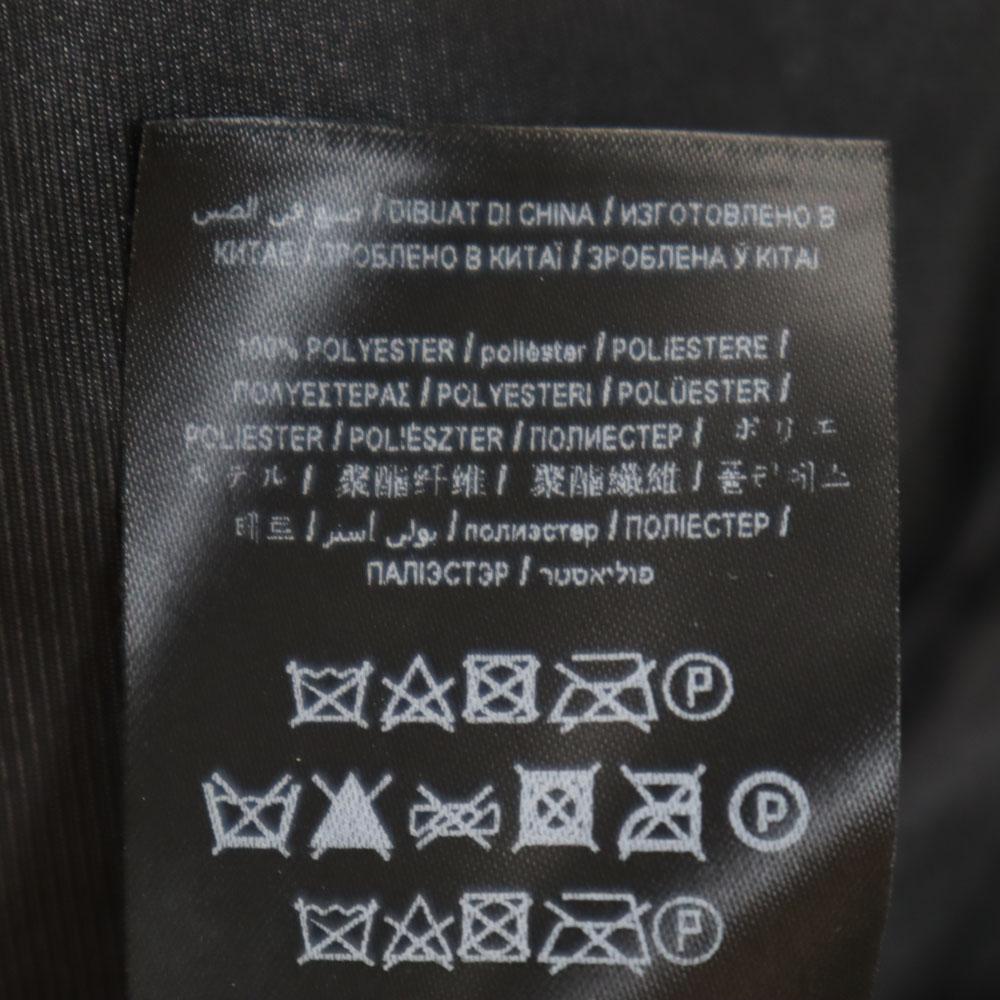 صنع في الصين / DIBUAT DI CHINA / ИЗГОТОВЛЕНО В
КИТАЕ / ЗРОБЛЕНО В КИТАЇ / ЗРОБЛЕНА Ў КІТАІ
100% POLYESTER / poliéster / POLIESTERE /
ΠΟΛΥΕΣΤΕΡΑΣ / POLYESTERI / POLÜESTER /
POLIESTER / POLIÉSZTER / ПОЛИЕСТЕР / ポリエ
ステル / 聚酯纤维 / 聚酯纖維 / 폴리에스
테르 / بولي أستر / полиэстер / ПОЛІЕСТЕР /
ПАЛІЭСТЭР / פוליאסטר
P
P
P